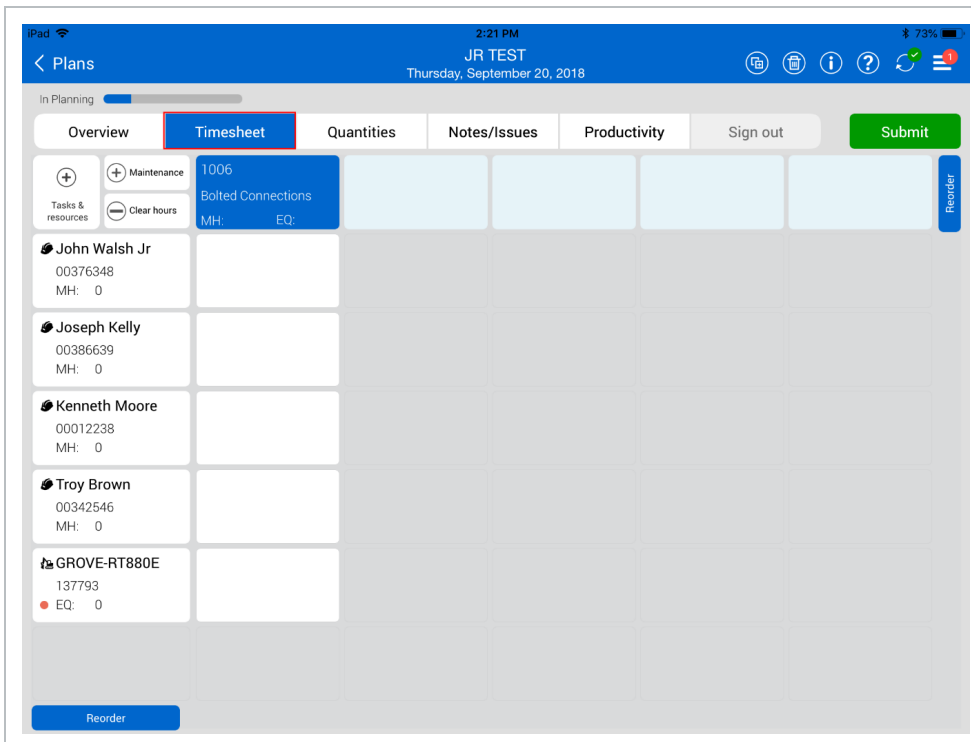 iPad 2:21 PM 73%
Plans JR TEST 1
Thursday, September 20, 2018
In Planning
Overview Timesheet Quantities Notes/Issues Productivity Sign out Submit
Tasks & resources
Maintenance
Clear hours
1006
Bolted Connections
MH: EQ:
Reorder
John Walsh Jr
00376348
MH: 0
Joseph Kelly
00386639
MH: 0
Kenneth Moore
00012238
MH: 0
Troy Brown
00342546
MH: 0
GROVE-RT880E
137793
EQ: 0
Reorder